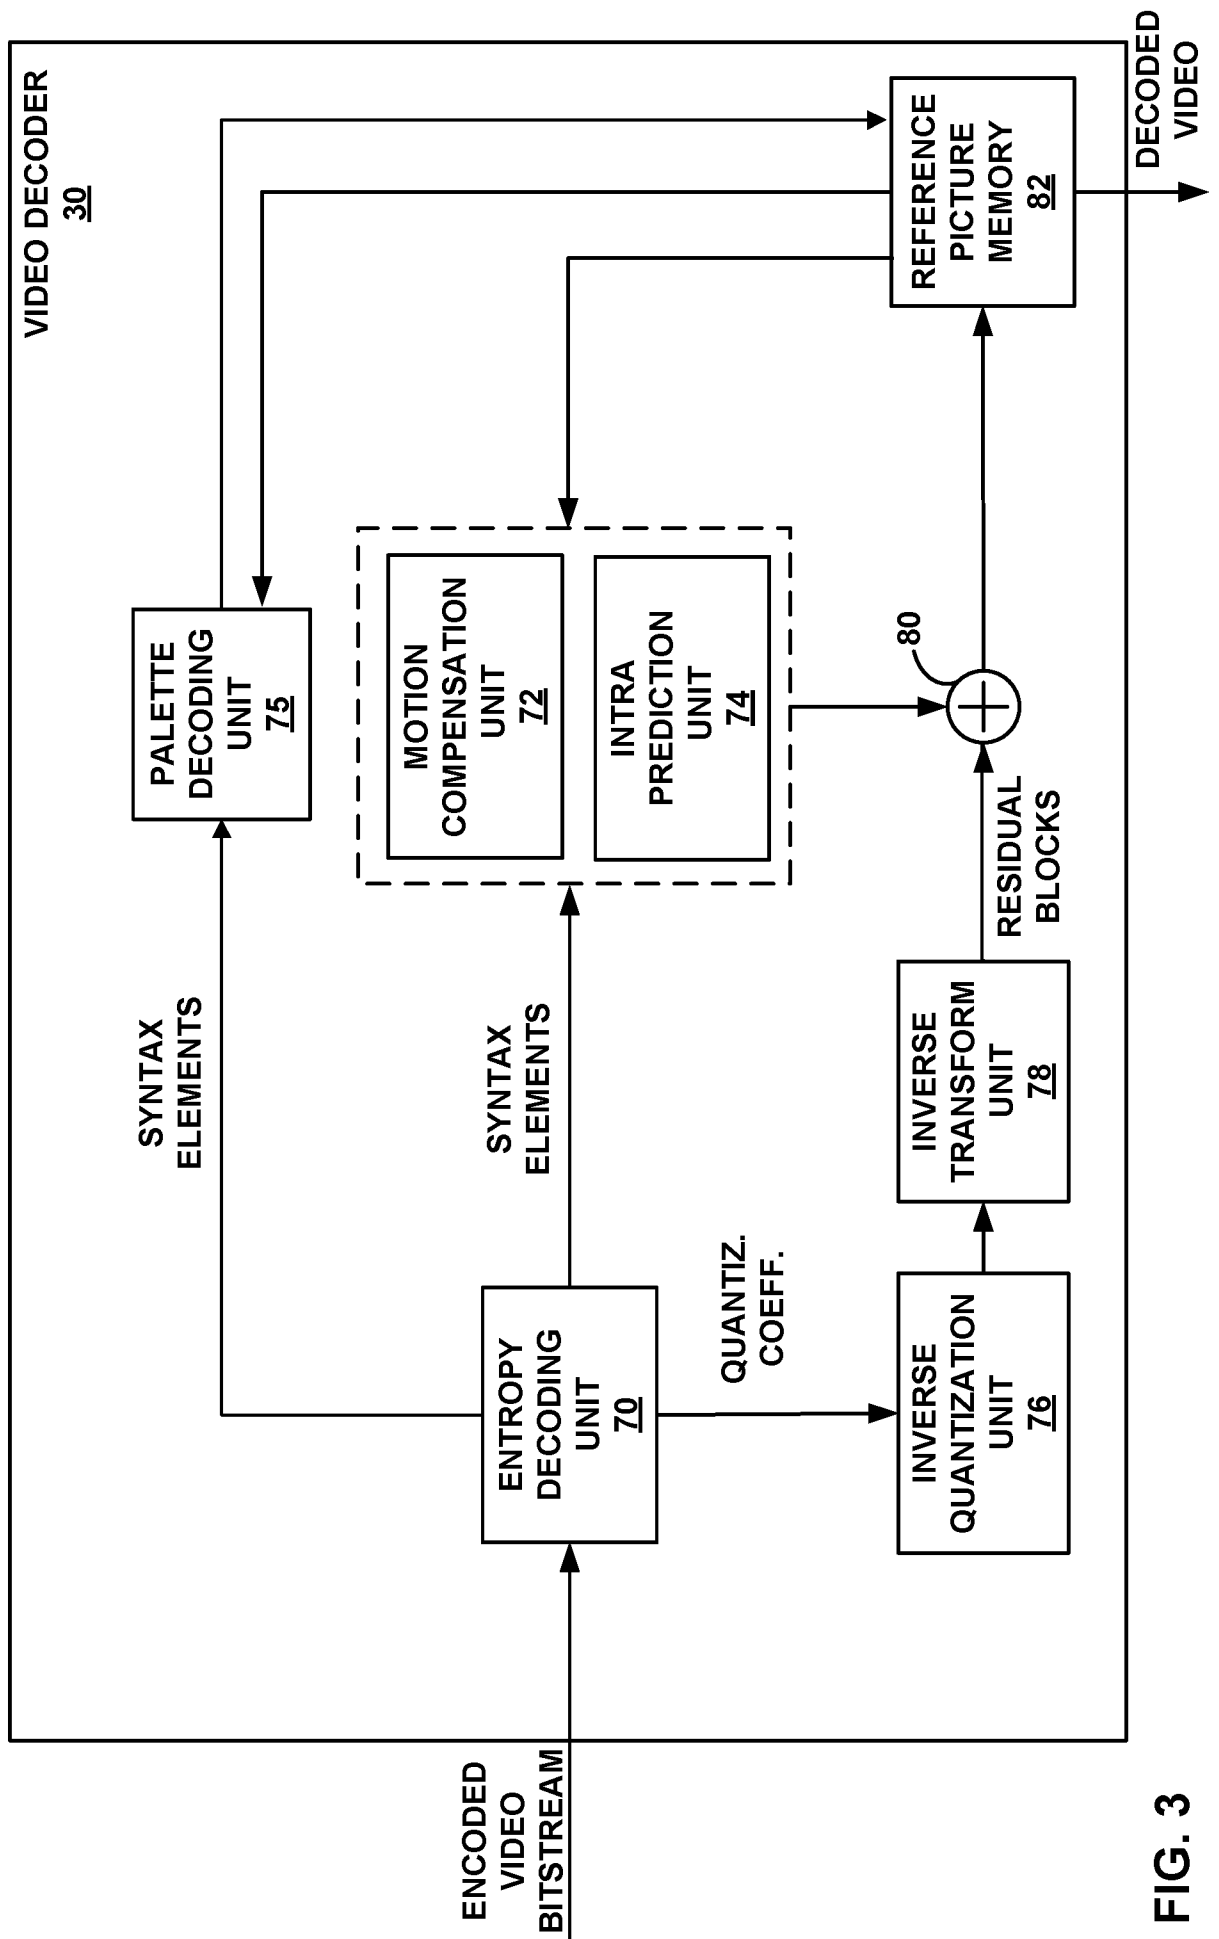 VIDEO DECODER
30
PALETTE
DECODING
UNIT
75
SYNTAX
ELEMENTS
MOTION
COMPENSATION
UNIT
72
INTRA
PREDICTION
UNIT
74
SYNTAX
ELEMENTS
ENCODED
VIDEO
BITSTREAM
ENTROPY
DECODING
UNIT
70
QUANTIZ.
COEFF.
INVERSE
QUANTIZATION
UNIT
76
INVERSE
TRANSFORM
UNIT
78
RESIDUAL
BLOCKS
80
REFERENCE
PICTURE
MEMORY
82
DECODED
VIDEO
FIG. 3